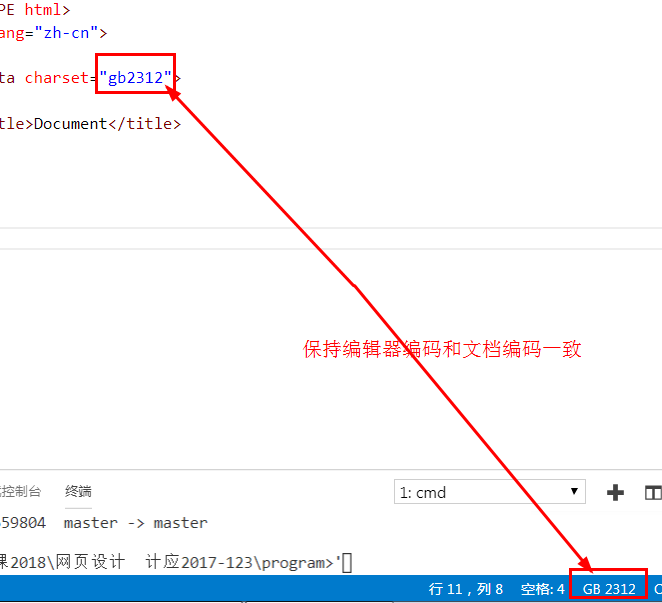 PE html>
ang="zh-cn">
ta charset="gb2312">
tle>Document</title>
保持编辑器编码和文档编码一致
控制台 终端 1: cmd
59804 master -> master
课2018\网页设计 计应2017-123\program>'
行 11，列 8 空格: 4 GB 2312